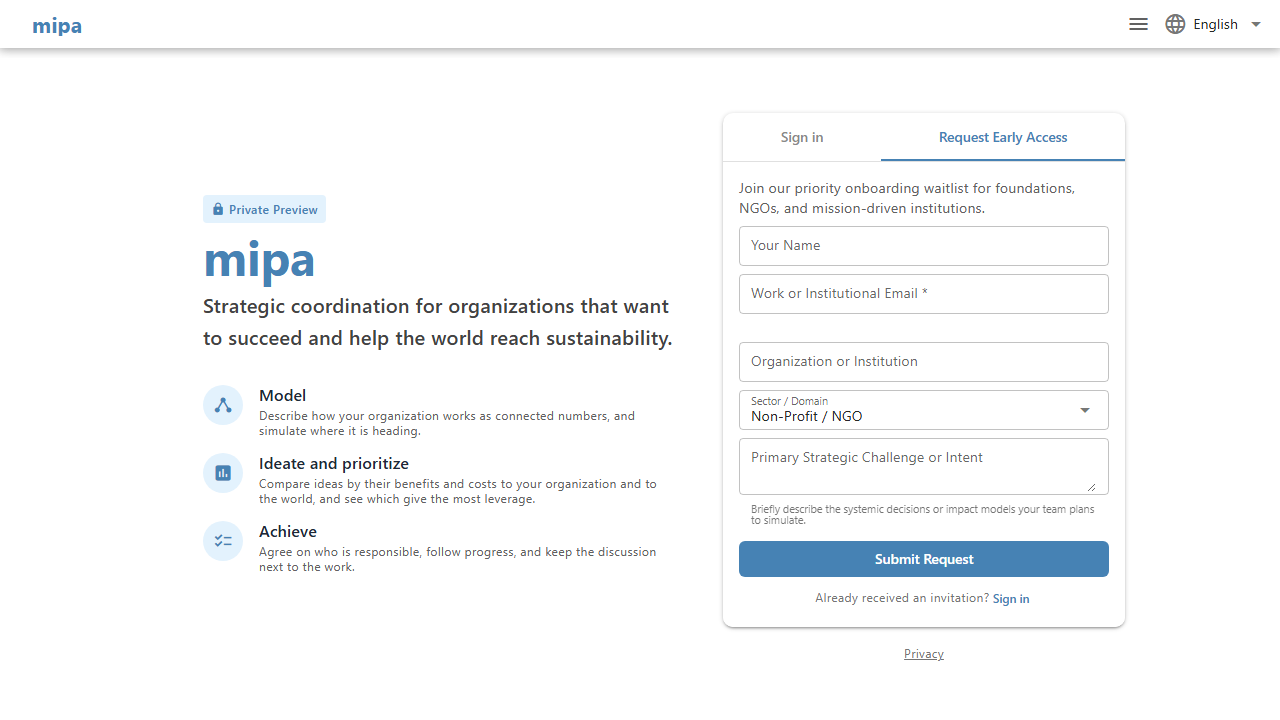 mipa
English
Private Preview
mipa
Strategic coordination for organizations that want
to succeed and help the world reach sustainability.
Model
Describe how your organization works as connected numbers, and
simulate where it is heading.
Ideate and prioritize
Compare ideas by their benefits and costs to your organization and to
the world, and see which give the most leverage.
Achieve
Agree on who is responsible, follow progress, and keep the discussion
next to the work.
Sign in
Request Early Access
Join our priority onboarding waitlist for foundations,
NGOs, and mission-driven institutions.
Your Name
Work or Institutional Email *
Organization or Institution
Sector / Domain
Non-Profit / NGO
Primary Strategic Challenge or Intent
Briefly describe the systemic decisions or impact models your team plans
to simulate.
Submit Request
Already received an invitation? Sign in
Privacy